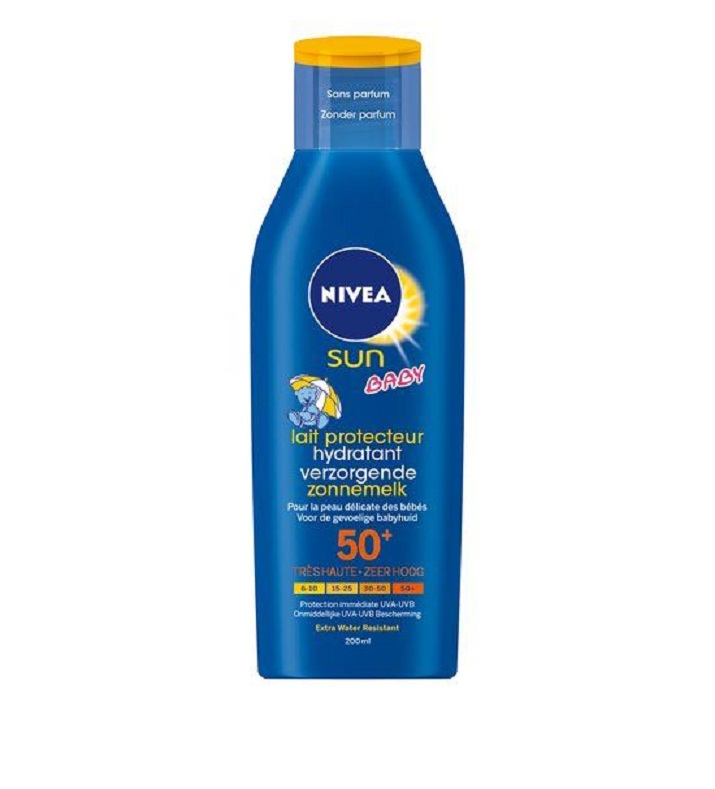 Sans parfum
Zonder parfum
NIVEA
sun
BABY
lait protecteur
hydratant
verzorgende
zonnemelk
Pour la peau délicate des bébés
Voor de gevoelige babyhuid
50+
TRÈS HAUTE - ZEER HOOG
6-10 15-25 30-50 50+
Protection immédiate UVA-UVB
Onmiddellijke UVA-UVB Bescherming
Extra Water Resistant
200ml